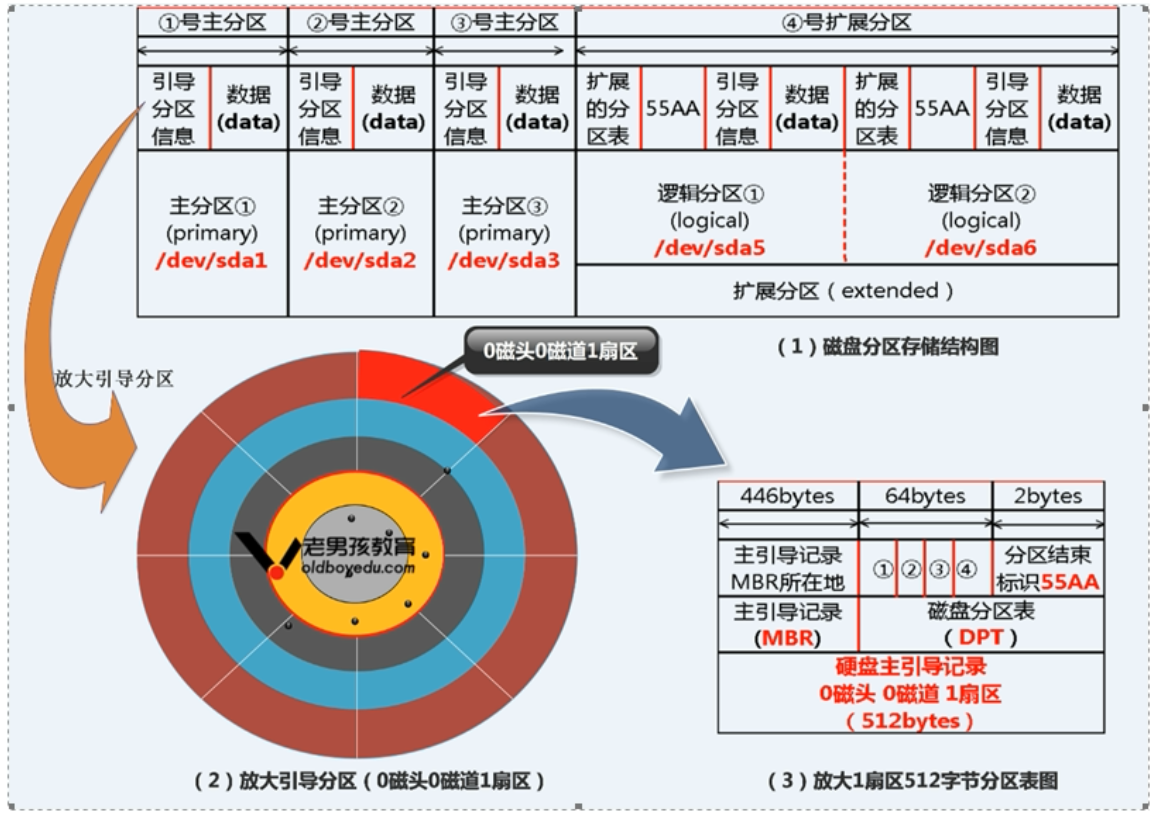 ①号主分区
②号主分区
③号主分区
④号扩展分区
引导
分区
信息
数据
(data)
引导
分区
信息
数据
(data)
引导
分区
信息
数据
(data)
扩展
的分
区表
55AA
引导
分区
信息
数据
(data)
扩展
的分
区表
55AA
引导
分区
信息
数据
(data)
主分区①
(primary)
/dev/sda1
主分区②
(primary)
/dev/sda2
主分区③
(primary)
/dev/sda3
逻辑分区①
(logical)
/dev/sda5
逻辑分区②
(logical)
/dev/sda6
扩展分区（extended）
（1）磁盘分区存储结构图
0磁头0磁道1扇区
放大引导分区
老男孩教育
oldboyedu.com
446bytes
64bytes
2bytes
主引导记录
MBR所在地
①
②
③
④
分区结束
标识55AA
主引导记录
(MBR)
磁盘分区表
（DPT）
硬盘主引导记录
0磁头 0磁道 1扇区
（512bytes）
（2）放大引导分区（0磁头0磁道1扇区）
（3）放大1扇区512字节分区表图